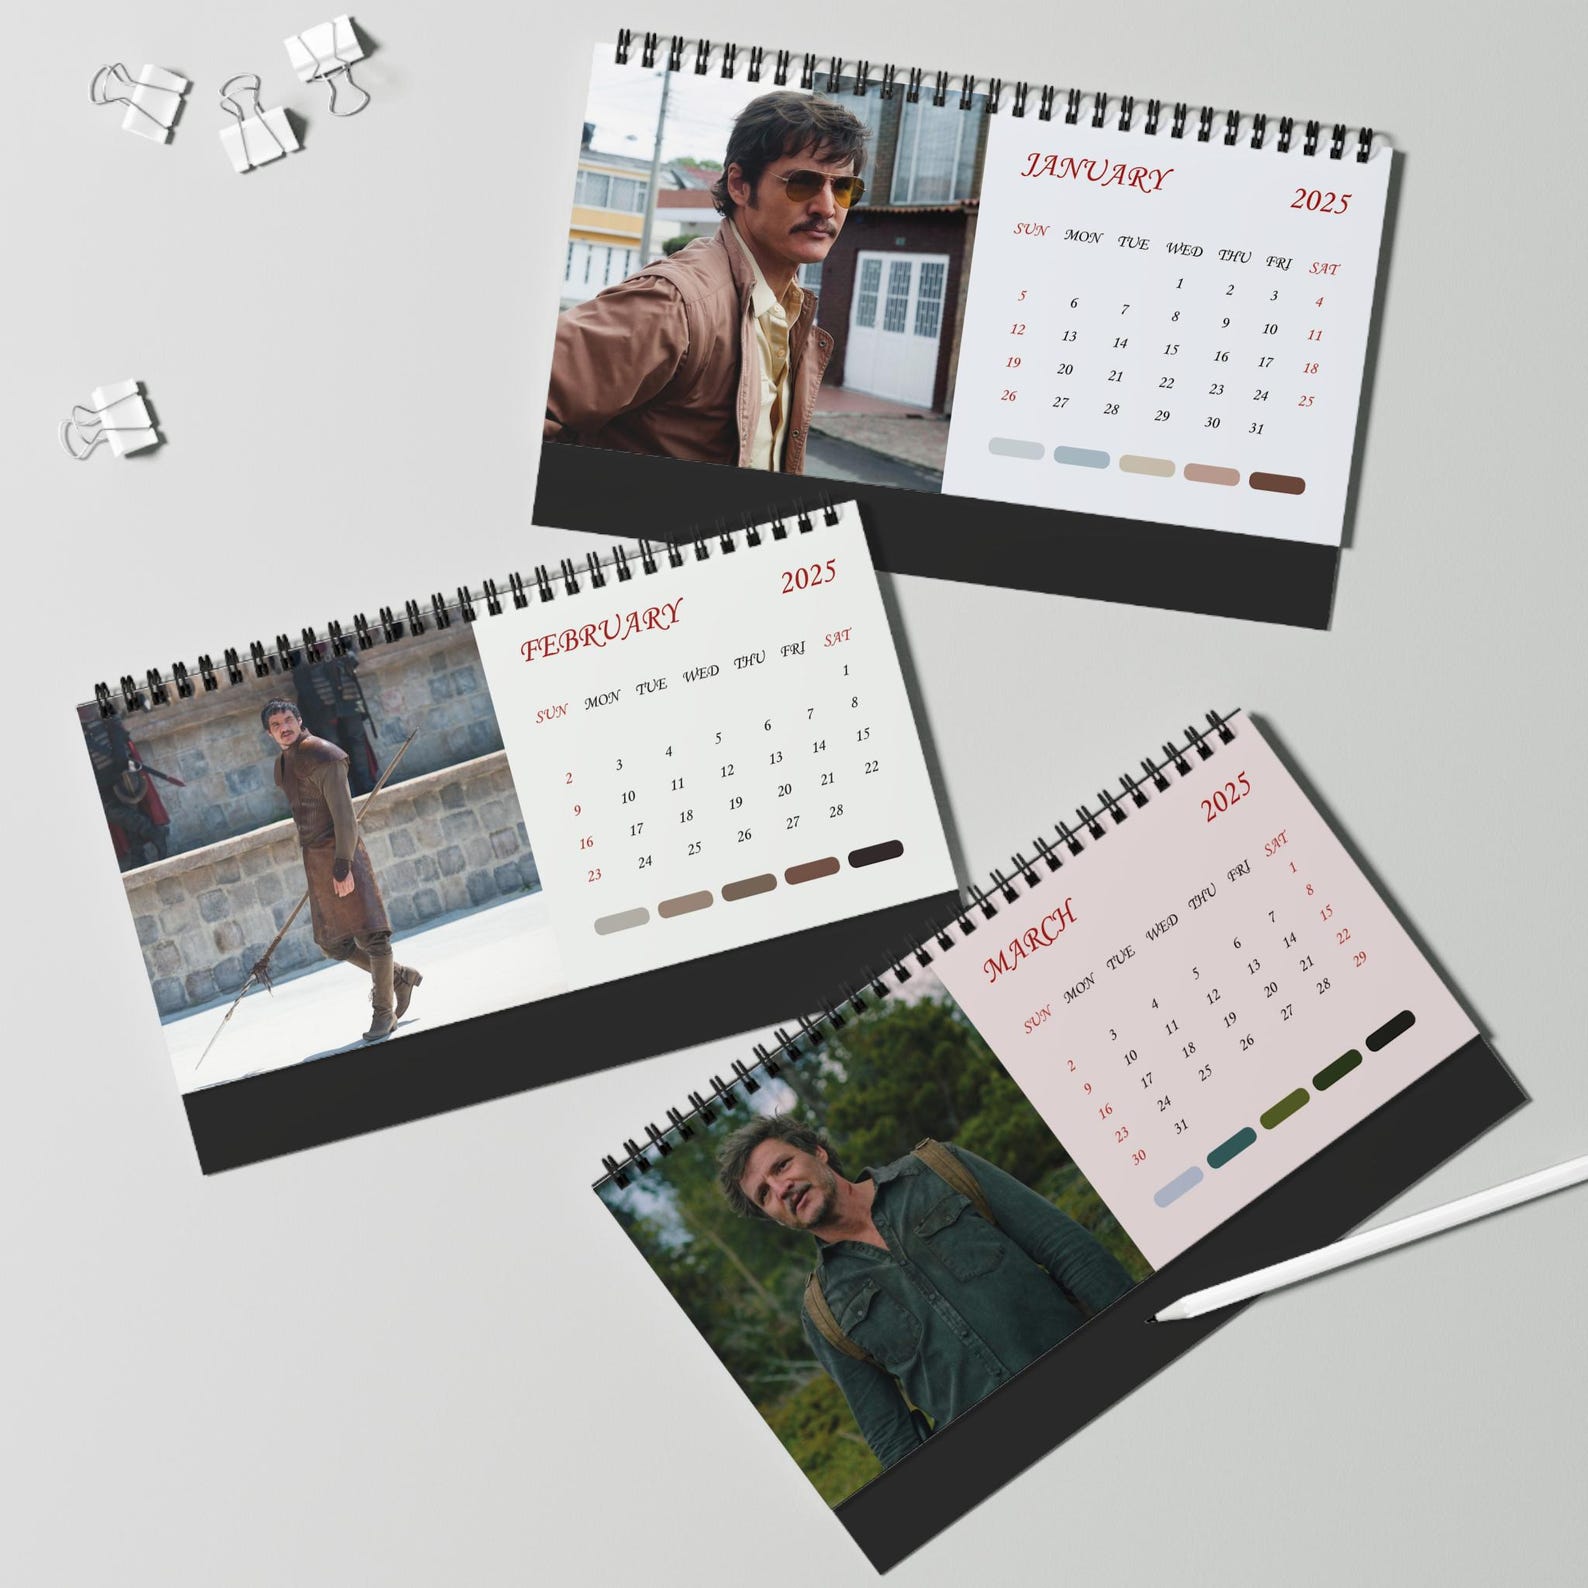 JANUARY 2025
SUN MON TUE WED THU FRI SAT
1 2 3 4
5 6 7 8 9 10 11
12 13 14 15 16 17 18
19 20 21 22 23 24 25
26 27 28 29 30 31
FEBRUARY 2025
SUN MON TUE WED THU FRI SAT
1
2 3 4 5 6 7 8
9 10 11 12 13 14 15
16 17 18 19 20 21 22
23 24 25 26 27 28
MARCH 2025
SUN MON TUE WED THU FRI SAT
1
2 3 4 5 6 7 8
9 10 11 12 13 14 15
16 17 18 19 20 21 22
23 24 25 26 27 28 29
30 31